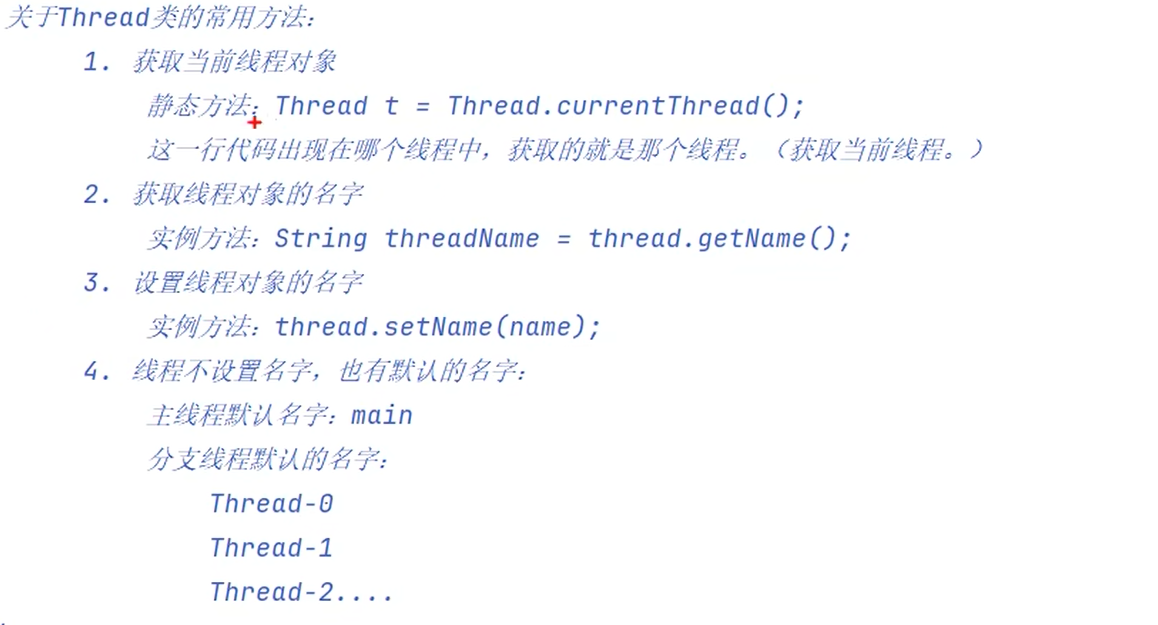 关于Thread类的常用方法：
1. 获取当前线程对象
静态方法：Thread t = Thread.currentThread();
这一行代码出现在哪个线程中，获取的就是那个线程。（获取当前线程。）
2. 获取线程对象的名字
实例方法：String threadName = thread.getName();
3. 设置线程对象的名字
实例方法：thread.setName(name);
4. 线程不设置名字，也有默认的名字：
主线程默认名字：main
分支线程默认的名字：
Thread-0
Thread-1
Thread-2....